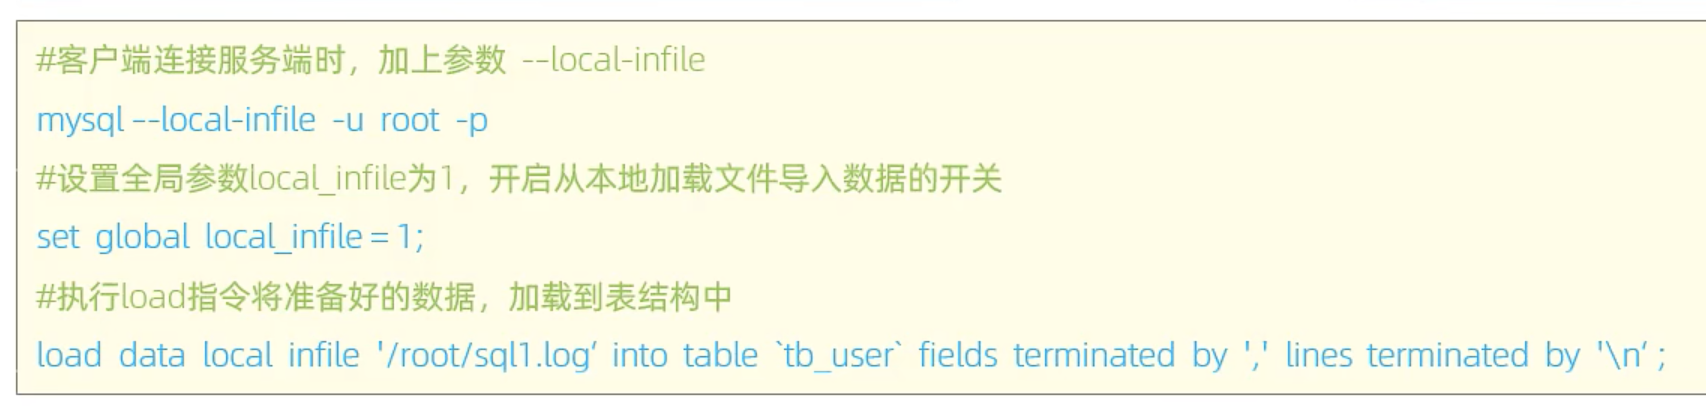 #客户端连接服务端时，加上参数 --local-infile
mysql --local-infile -u root -p
#设置全局参数local_infile为1，开启从本地加载文件导入数据的开关
set global local_infile = 1;
#执行load指令将准备好的数据，加载到表结构中
load data local infile '/root/sql1.log‘ into table `tb_user` fields terminated by ',' lines terminated by '\n‘ ;